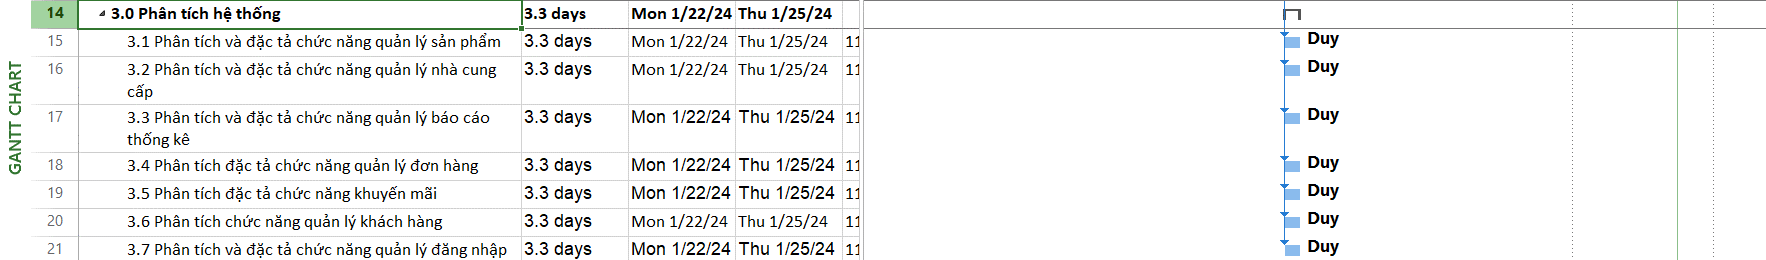 GANTT CHART
14 3.0 Phân tích hệ thống 3.3 days Mon 1/22/24 Thu 1/25/24
15 3.1 Phân tích và đặc tả chức năng quản lý sản phẩm 3.3 days Mon 1/22/24 Thu 1/25/24 11 Duy
16 3.2 Phân tích và đặc tả chức năng quản lý nhà cung 3.3 days Mon 1/22/24 Thu 1/25/24 11 Duy
cấp
17 3.3 Phân tích và đặc tả chức năng quản lý báo cáo 3.3 days Mon 1/22/24 Thu 1/25/24 11 Duy
thống kê
18 3.4 Phân tích đặc tả chức năng quản lý đơn hàng 3.3 days Mon 1/22/24 Thu 1/25/24 11 Duy
19 3.5 Phân tích đặc tả chức năng khuyến mãi 3.3 days Mon 1/22/24 Thu 1/25/24 11 Duy
20 3.6 Phân tích chức năng quản lý khách hàng 3.3 days Mon 1/22/24 Thu 1/25/24 11 Duy
21 3.7 Phân tích và đặc tả chức năng quản lý đăng nhập 3.3 days Mon 1/22/24 Thu 1/25/24 11 Duy